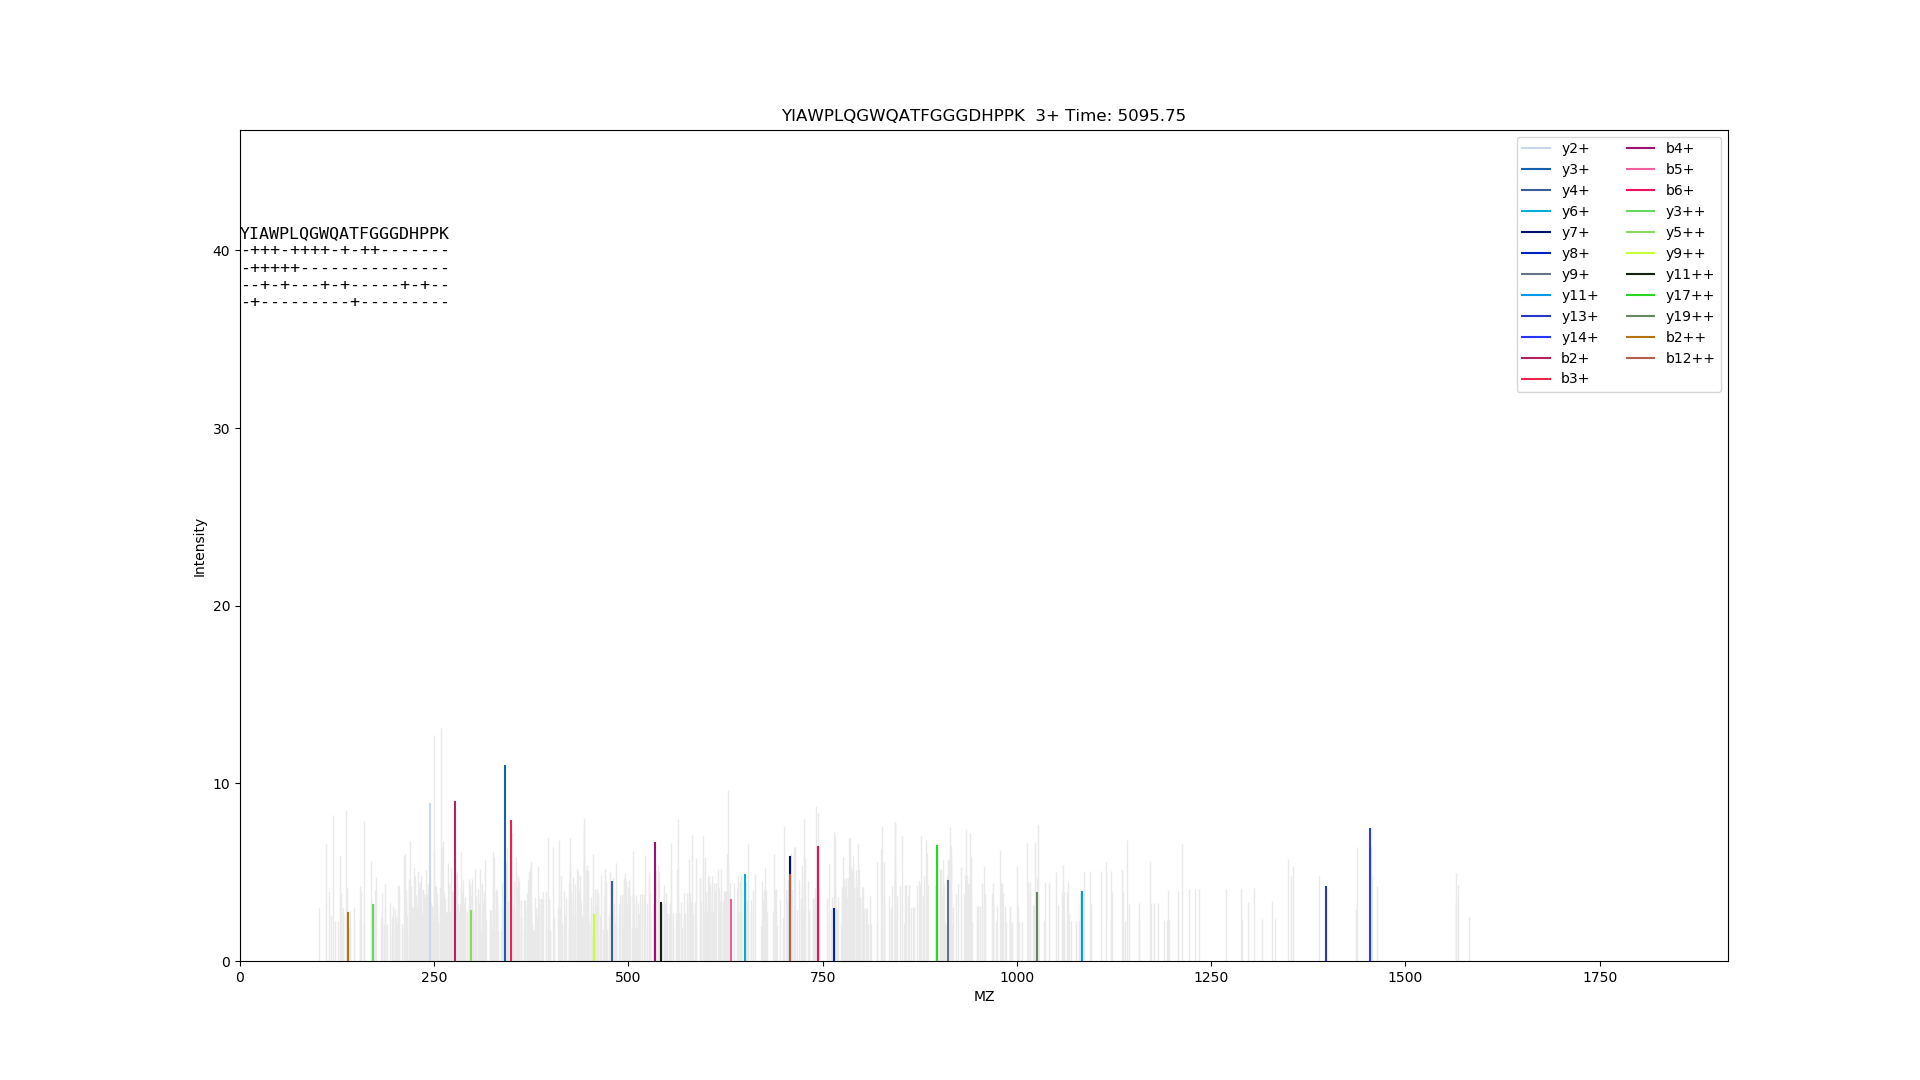 YIAWPLQGWQATFGGGDHPPK 3+ Time: 5095.75
y2+ b4+
y3+ b5+
y4+ b6+
y6+ y3++
y7+ y5++
y8+ y9++
y9+ y11++
y11+ y17++
y13+ y19++
y14+ b2++
b2+ b12++
b3+
YIAWPLQGWQATFGGGDHPPK
-+++-++++-+-++-------
-+++++---------------
--+-+---+-+-----+-+--
-+---------+---------
40
30
20
10
0
Intensity
0 250 500 750 1000 1250 1500 1750
MZ